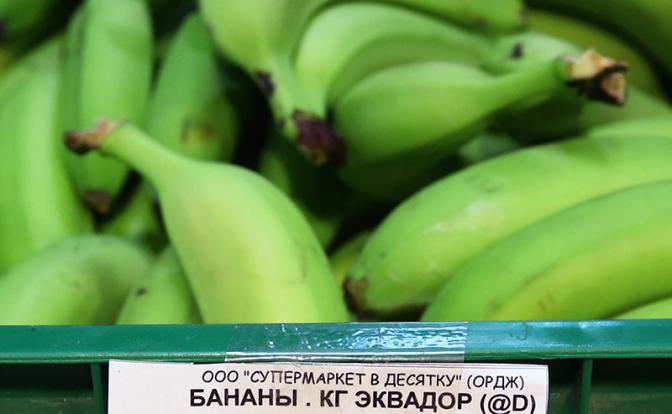 ООО "СУПЕРМАРКЕТ В ДЕСЯТКУ" (ОРДЖ)
БАНАНЫ . КГ ЭКВАДОР (@D)